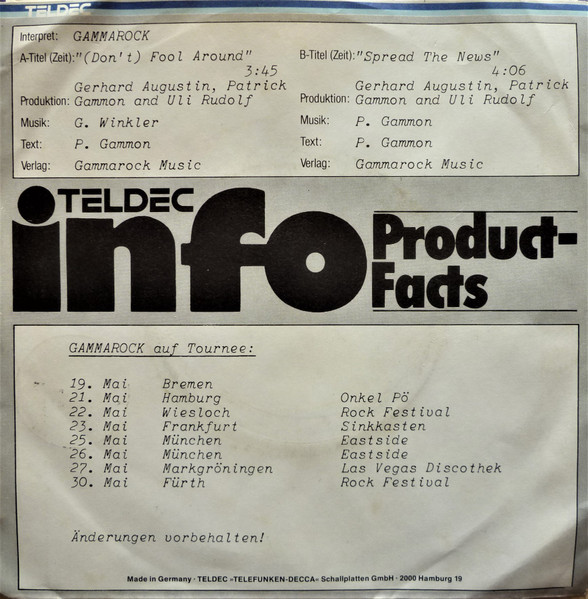 TELDEC
Interpret: GAMMAROCK
A-Titel (Zeit): "(Don't) Fool Around"
3:45
Gerhard Augustin, Patrick
Produktion: Gammon and Uli Rudolf
Musik: G. Winkler
Text: P. Gammon
Verlag: Gammarock Music
B-Titel (Zeit): "Spread The News"
4:06
Gerhard Augustin, Patrick
Produktion: Gammon and Uli Rudolf
Musik: P. Gammon
Text: P. Gammon
Verlag: Gammarock Music
TELDEC
info
Product-
Facts
GAMMAROCK auf Tournee:
19. Mai Bremen
21. Mai Hamburg Onkel Pö
22. Mai Wiesloch Rock Festival
23. Mai Frankfurt Sinkkasten
25. Mai München Eastside
26. Mai München Eastside
27. Mai Markgröningen Las Vegas Discothek
30. Mai Fürth Rock Festival
Änderungen vorbehalten!
Made in Germany · TELDEC »TELEFUNKEN-DECCA« Schallplatten GmbH · 2000 Hamburg 19